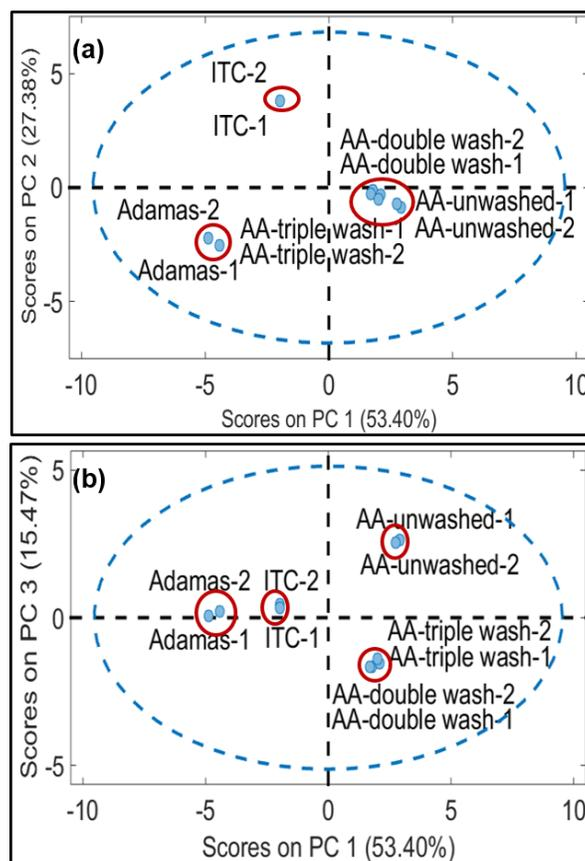 (a)
Scores on PC 2 (27.38%)
5
0
-5
ITC-2
ITC-1
AA-double wash-2
AA-double wash-1
AA-unwashed-1
AA-unwashed-2
Adamas-2
AA-triple wash-1
AA-triple wash-2
Adamas-1
-10 -5 0 5 10
Scores on PC 1 (53.40%)
(b)
Scores on PC 3 (15.47%)
5
0
-5
AA-unwashed-1
AA-unwashed-2
Adamas-2 ITC-2
Adamas-1 ITC-1
AA-triple wash-2
AA-triple wash-1
AA-double wash-2
AA-double wash-1
-10 -5 0 5 10
Scores on PC 1 (53.40%)